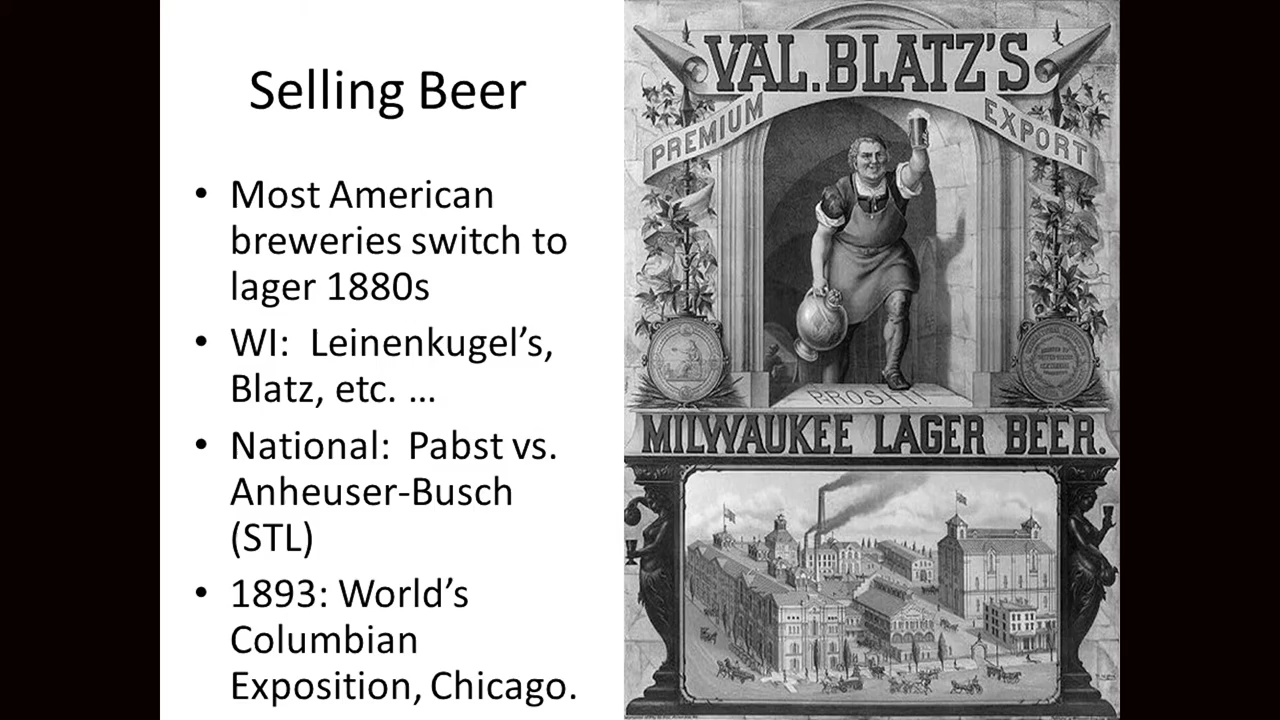 Selling Beer
• Most American
breweries switch to
lager 1880s
• WI:  Leinenkugel’s,
Blatz, etc. …
• National:  Pabst vs.
Anheuser-Busch
(STL)
• 1893: World’s
Columbian
Exposition, Chicago.
VAL. BLATZ'S
PREMIUM EXPORT
PROSIT!
MILWAUKEE LAGER BEER.